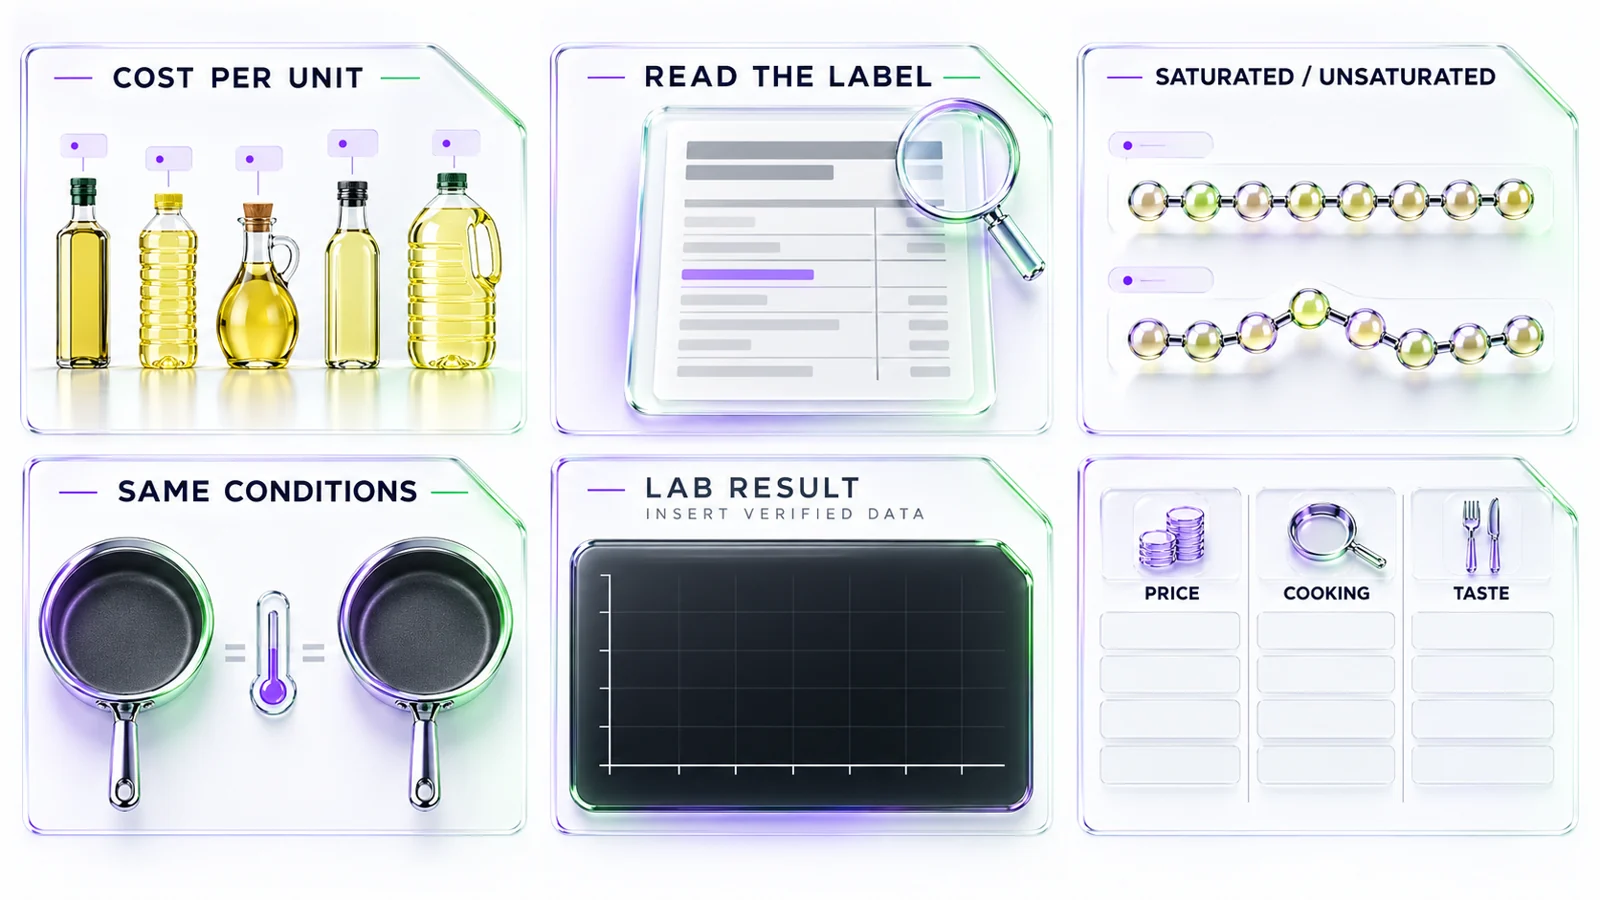 COST PER UNIT
READ THE LABEL
SATURATED / UNSATURATED
SAME CONDITIONS
LAB RESULT
INSERT VERIFIED DATA
PRICE
COOKING
TASTE